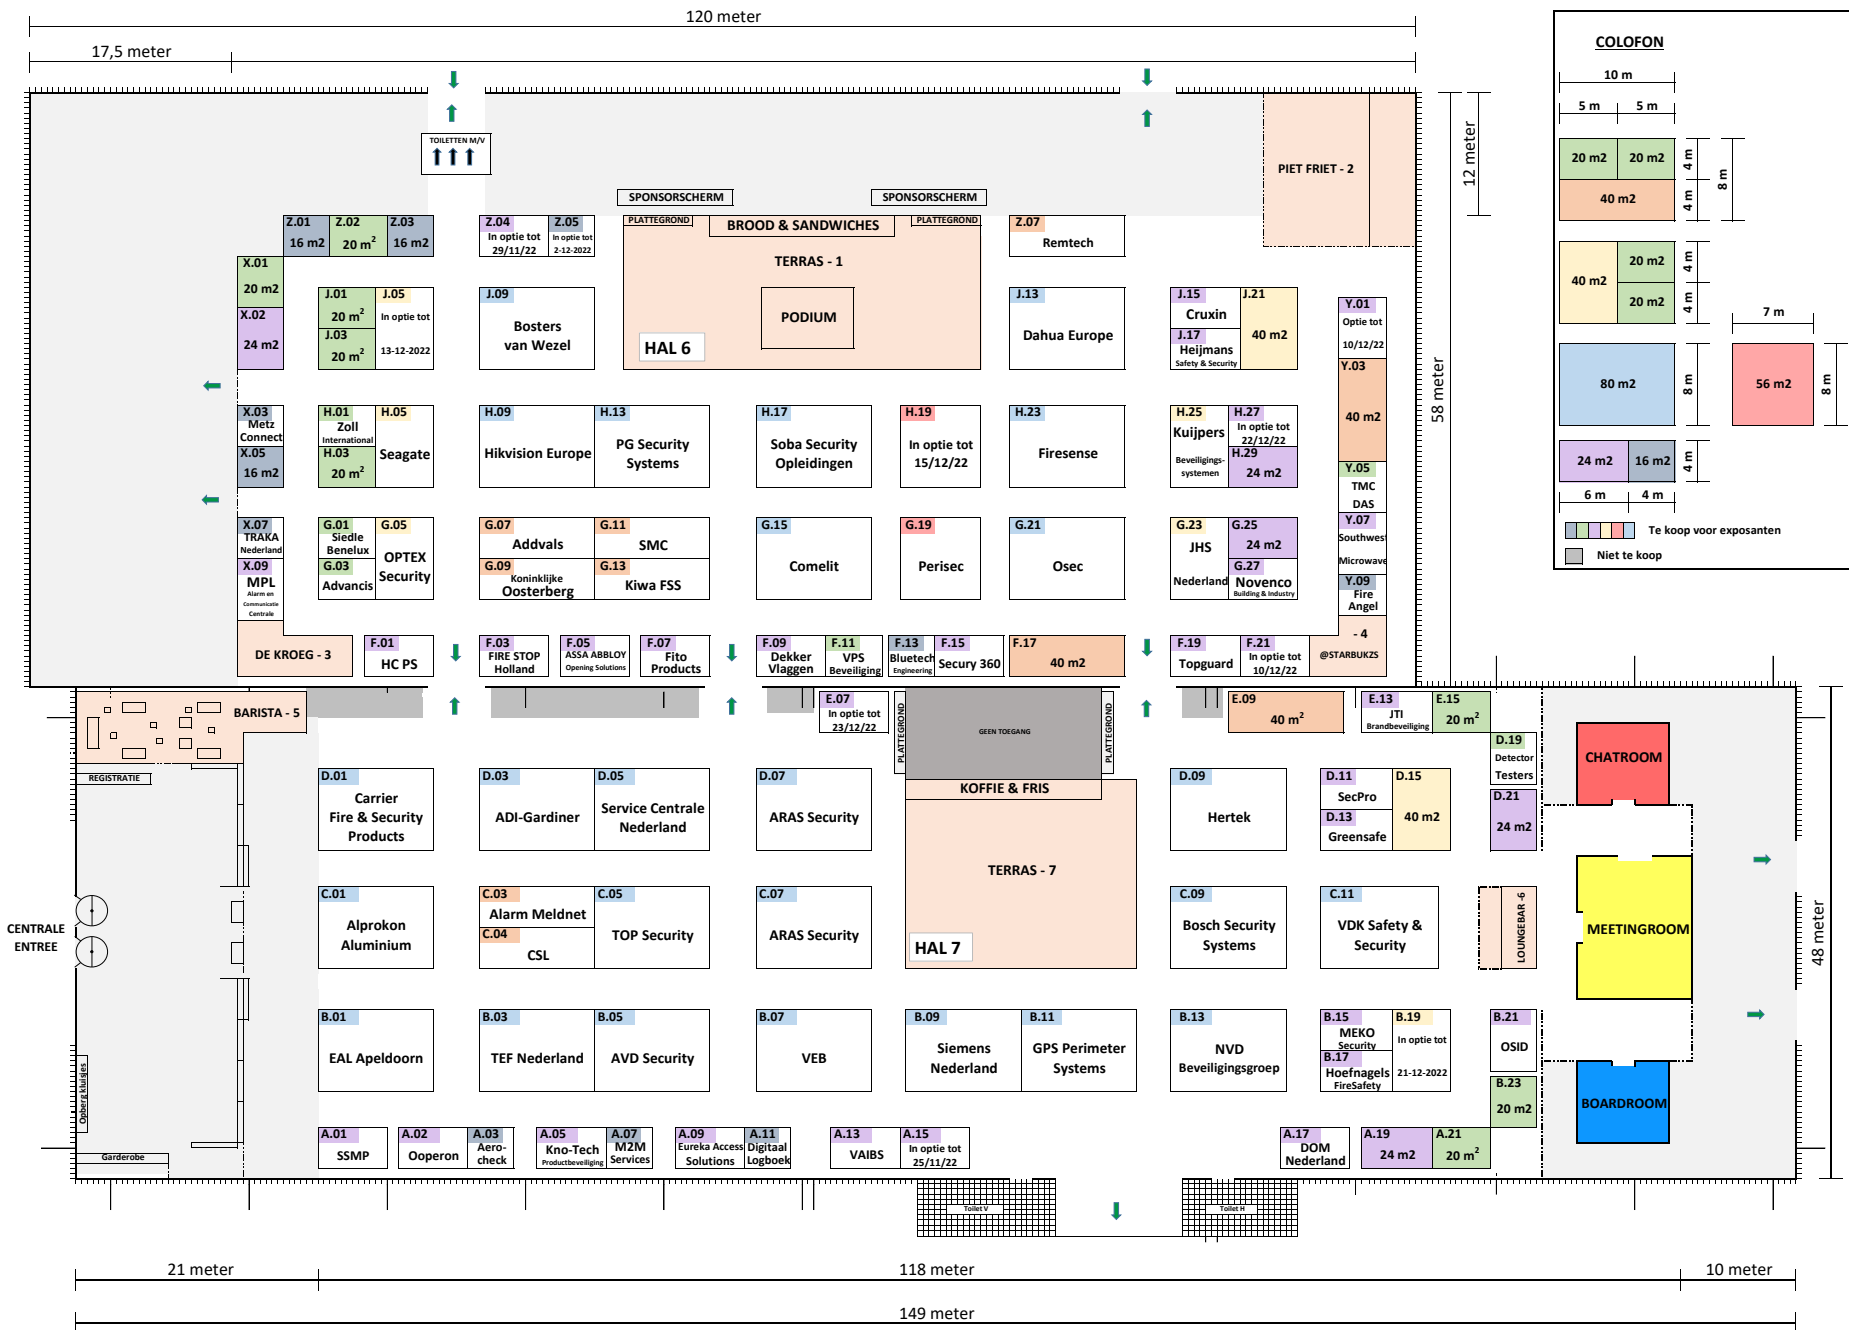 120 meter
17,5 meter
COLOFON
10 m
5 m
5 m
20 m2
20 m2
4 m
40 m2
4 m
8 m
40 m2
20 m2
4 m
20 m2
4 m
7 m
80 m2
8 m
56 m2
8 m
24 m2
16 m2
4 m
6 m
4 m
Te koop voor exposanten
Niet te koop
12 meter
58 meter
TOILETTEN M/V
PIET FRIET - 2
SPONSORSCHERM
SPONSORSCHERM
Z.01
16 m2
Z.02
20 m²
Z.03
16 m2
Z.04
In optie tot
29/11/22
Z.05
In optie tot
2-12-2022
PLATTEGROND
BROOD & SANDWICHES
PLATTEGROND
TERRAS - 1
PODIUM
HAL 6
Z.07
Remtech
X.01
20 m2
X.02
24 m2
J.01
20 m²
J.03
20 m²
J.05
In optie tot
13-12-2022
J.09
Bosters
van Wezel
J.13
Dahua Europe
J.15
Cruxin
J.17
Heijmans
Safety & Security
J.21
40 m2
Y.01
Optie tot
10/12/22
Y.03
40 m2
X.03
Metz
Connect
X.05
16 m2
H.01
Zoll
International
H.03
20 m²
H.05
Seagate
H.09
Hikvision Europe
H.13
PG Security
Systems
H.17
Soba Security
Opleidingen
H.19
In optie tot
15/12/22
H.23
Firesense
H.25
Kuijpers
Beveiligings-
systemen
H.27
In optie tot
22/12/22
H.29
24 m2
Y.05
TMC
DAS
X.07
TRAKA
Nederland
X.09
MPL
Alarm en
Communicatie
Centrale
G.01
Siedle
Benelux
G.03
Advancis
G.05
OPTEX
Security
G.07
Addvals
G.09
Koninklijke
Oosterberg
G.11
SMC
G.13
Kiwa FSS
G.15
Comelit
G.19
Perisec
G.21
Osec
G.23
JHS
Nederland
G.25
24 m2
G.27
Novenco
Building & Industry
Y.07
Southwest
Microwave
Y.09
Fire
Angel
DE KROEG - 3
F.01
HC PS
F.03
FIRE STOP
Holland
F.05
ASSA ABBLOY
Opening Solutions
F.07
Fito
Products
F.09
Dekker
Vlaggen
F.11
VPS
Beveiliging
F.13
Bluetech
Engineering
F.15
Secury 360
F.17
40 m2
F.19
Topguard
F.21
In optie tot
10/12/22
- 4
@STARBUKZS
BARISTA - 5
E.07
In optie tot
23/12/22
PLATTEGROND
GEEN TOEGANG
PLATTEGROND
E.09
40 m²
E.13
JTI
Brandbeveiliging
E.15
20 m²
REGISTRATIE
D.01
Carrier
Fire & Security
Products
D.03
ADI-Gardiner
D.05
Service Centrale
Nederland
D.07
ARAS Security
KOFFIE & FRIS
TERRAS - 7
HAL 7
D.09
Hertek
D.11
SecPro
D.13
Greensafe
D.15
40 m2
D.19
Detector
Testers
D.21
24 m2
CHATROOM
CENTRALE
ENTREE
C.01
Alprokon
Aluminium
C.03
Alarm Meldnet
C.04
CSL
C.05
TOP Security
C.07
ARAS Security
C.09
Bosch Security
Systems
C.11
VDK Safety &
Security
LOUNGEBAR -6
MEETINGROOM
48 meter
B.01
EAL Apeldoorn
B.03
TEF Nederland
B.05
AVD Security
B.07
VEB
B.09
Siemens
Nederland
B.11
GPS Perimeter
Systems
B.13
NVD
Beveiligingsgroep
B.15
MEKO
Security
B.17
Hoefnagels
FireSafety
B.19
In optie tot
21-12-2022
B.21
OSID
B.23
20 m2
BOARDROOM
Opberg kluisjes
Garderobe
A.01
SSMP
A.02
Ooperon
A.03
Aero-
check
A.05
Kno-Tech
Productbeveiliging
A.07
M2M
Services
A.09
Eureka Access
Solutions
A.11
Digitaal
Logboek
A.13
VAIBS
A.15
In optie tot
25/11/22
A.17
DOM
Nederland
A.19
24 m2
A.21
20 m²
Toilet V
Toilet H
21 meter
118 meter
10 meter
149 meter